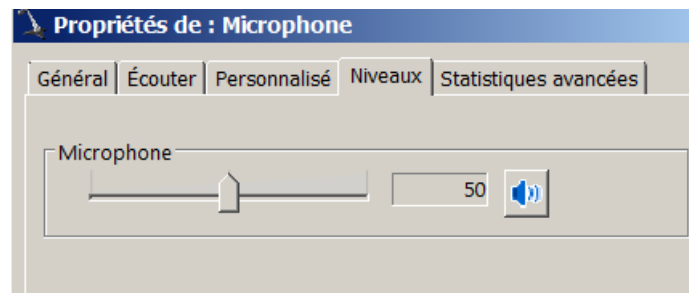 Propriétés de : Microphone
Général Écouter Personnalisé Niveaux Statistiques avancées
Microphone
50